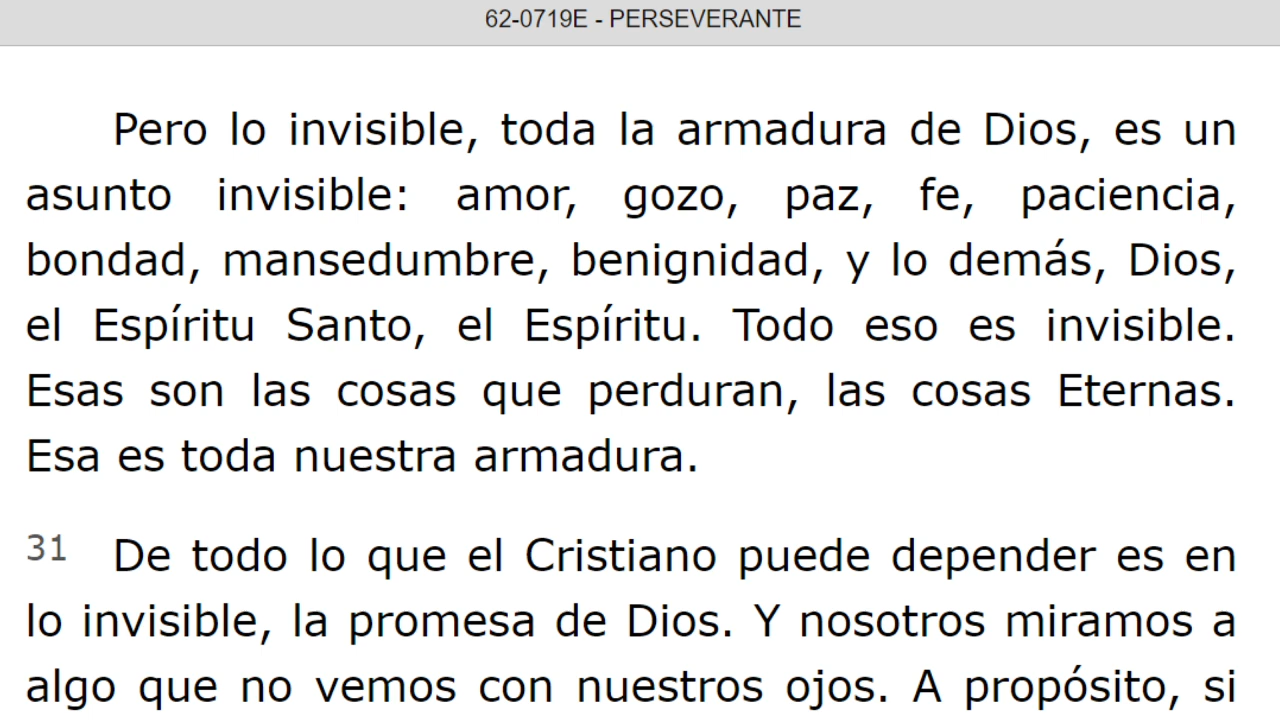 62-0719E - PERSEVERANTE
Pero lo invisible, toda la armadura de Dios, es un
asunto invisible: amor, gozo, paz, fe, paciencia,
bondad, mansedumbre, benignidad, y lo demás, Dios,
el Espíritu Santo, el Espíritu. Todo eso es invisible.
Esas son las cosas que perduran, las cosas Eternas.
Esa es toda nuestra armadura.
31 De todo lo que el Cristiano puede depender es en
lo invisible, la promesa de Dios. Y nosotros miramos a
algo que no vemos con nuestros ojos. A propósito, si